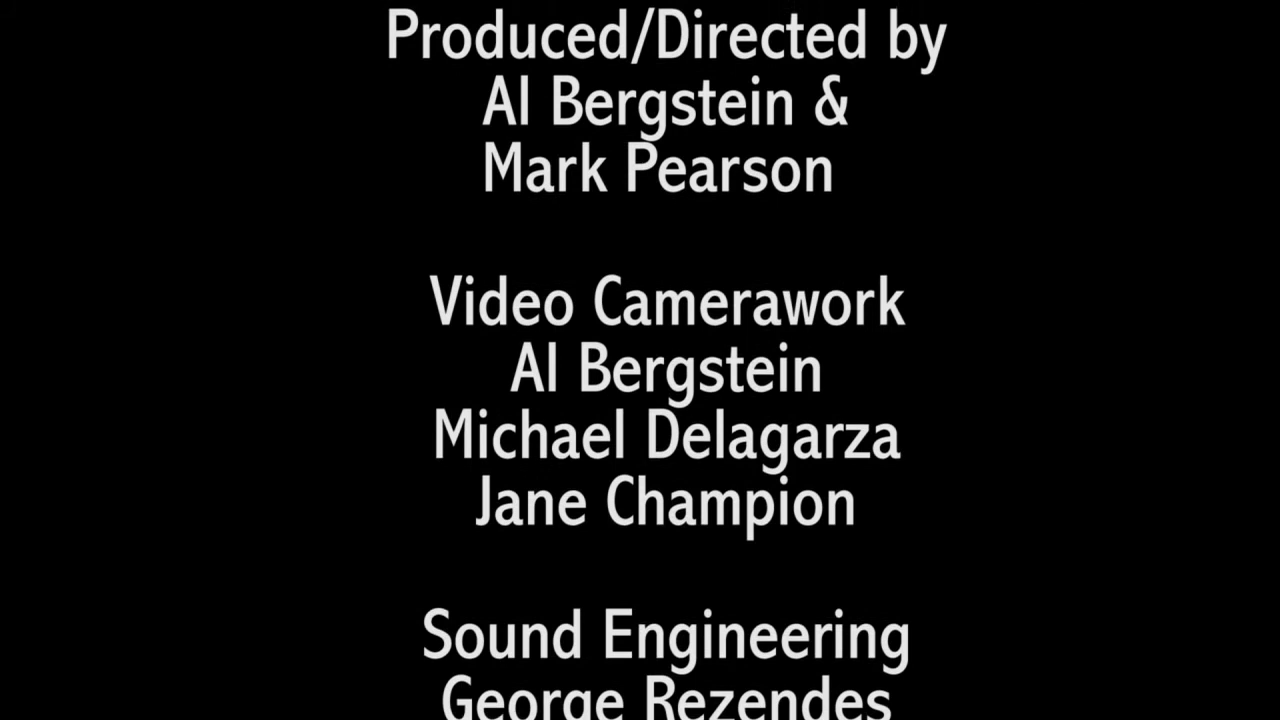 Produced/Directed by
Al Bergstein &
Mark Pearson
Video Camerawork
Al Bergstein
Michael Delagarza
Jane Champion
Sound Engineering
George Rezendes